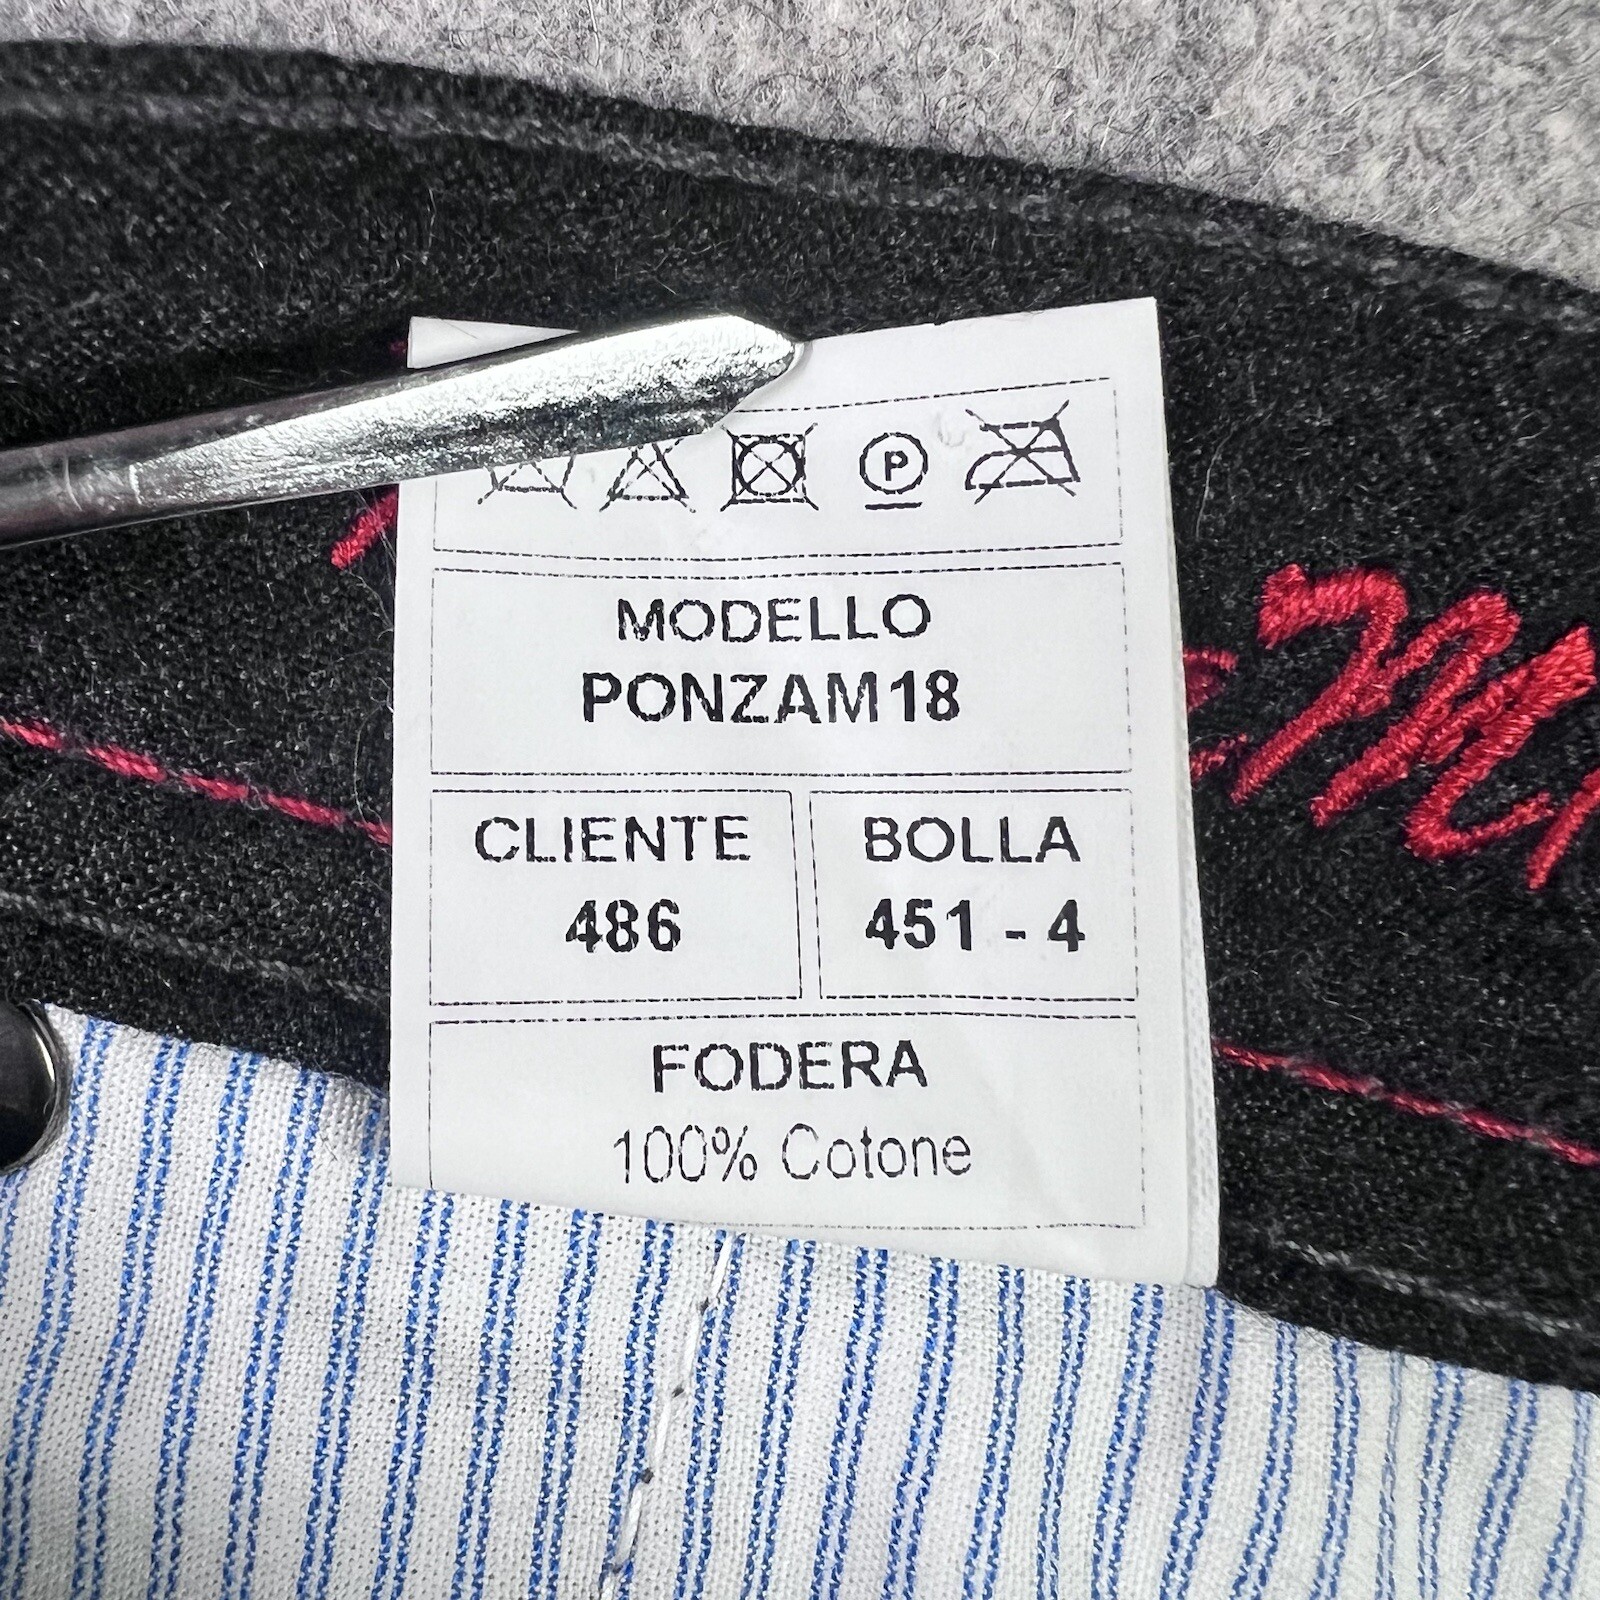 P
MODELLO
PONZAM18
CLIENTE
486
BOLLA
451 - 4
FODERA
100% Cotone